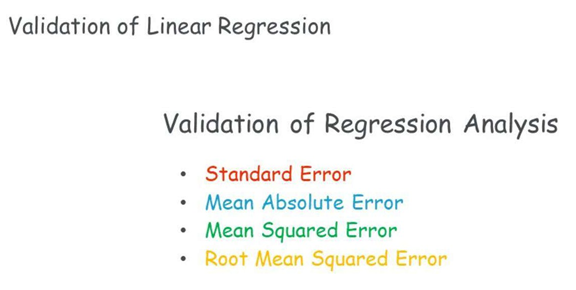 Validation of Linear Regression
Validation of Regression Analysis
• Standard Error
• Mean Absolute Error
• Mean Squared Error
• Root Mean Squared Error